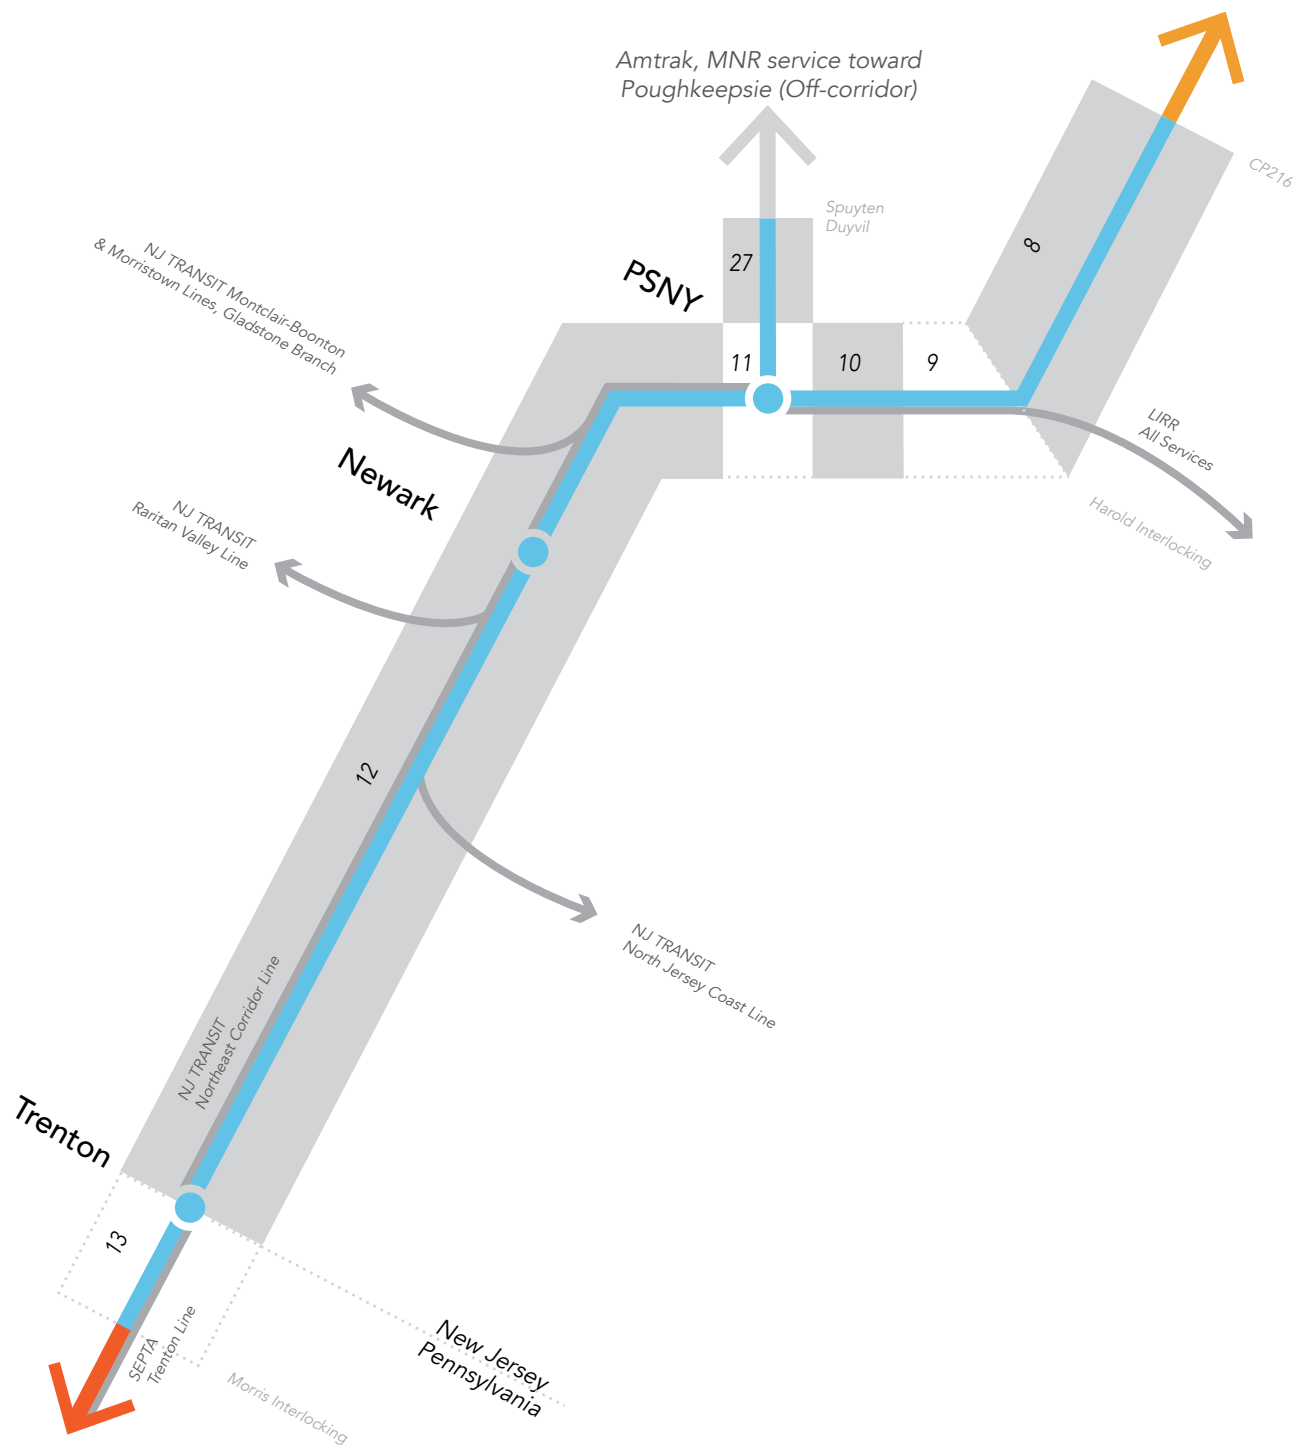 Amtrak, MNR service toward
Poughkeepsie (Off-corridor)
CP216
Spuyten
Duyvil
8
NJ TRANSIT Montclair-Boonton
& Morristown Lines, Gladstone Branch
PSNY
27
11
10
9
LIRR
All Services
Newark
Harold Interlocking
NJ TRANSIT
Raritan Valley Line
12
NJ TRANSIT
North Jersey Coast Line
NJ TRANSIT
Northeast Corridor Line
Trenton
13
SEPTA
Trenton Line
New Jersey
Pennsylvania
Morris Interlocking